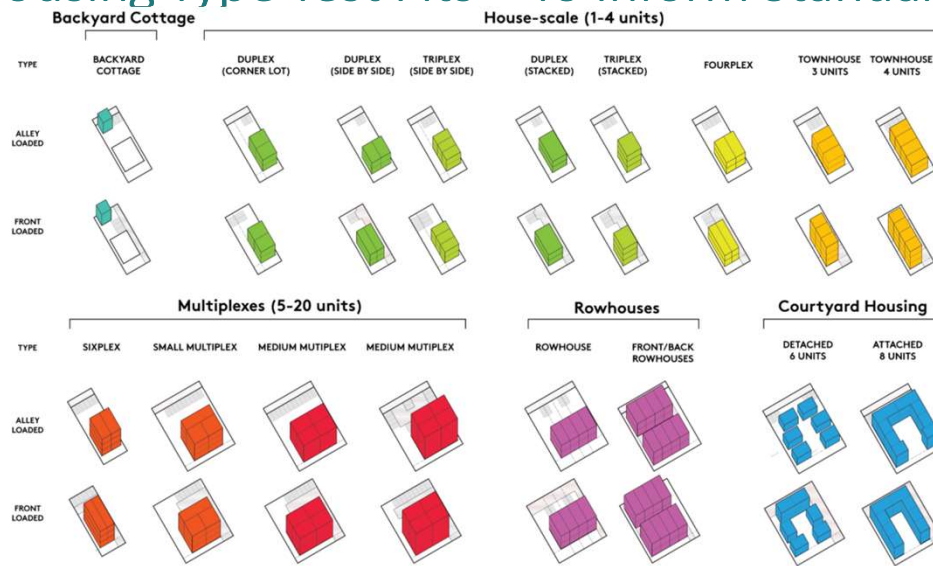 Backyard Cottage
House-scale (1-4 units)
TYPE
BACKYARD
COTTAGE
DUPLEX
(CORNER LOT)
DUPLEX
(SIDE BY SIDE)
TRIPLEX
(SIDE BY SIDE)
DUPLEX
(STACKED)
TRIPLEX
(STACKED)
FOURPLEX
TOWNHOUSE
3 UNITS
TOWNHOUSE
4 UNITS
ALLEY
LOADED
FRONT
LOADED
Multiplexes (5-20 units)
Rowhouses
Courtyard Housing
TYPE
SIXPLEX
SMALL MULTIPLEX
MEDIUM MUTIPLEX
MEDIUM MUTIPLEX
ROWHOUSE
FRONT/BACK
ROWHOUSES
DETACHED
6 UNITS
ATTACHED
8 UNITS
ALLEY
LOADED
FRONT
LOADED